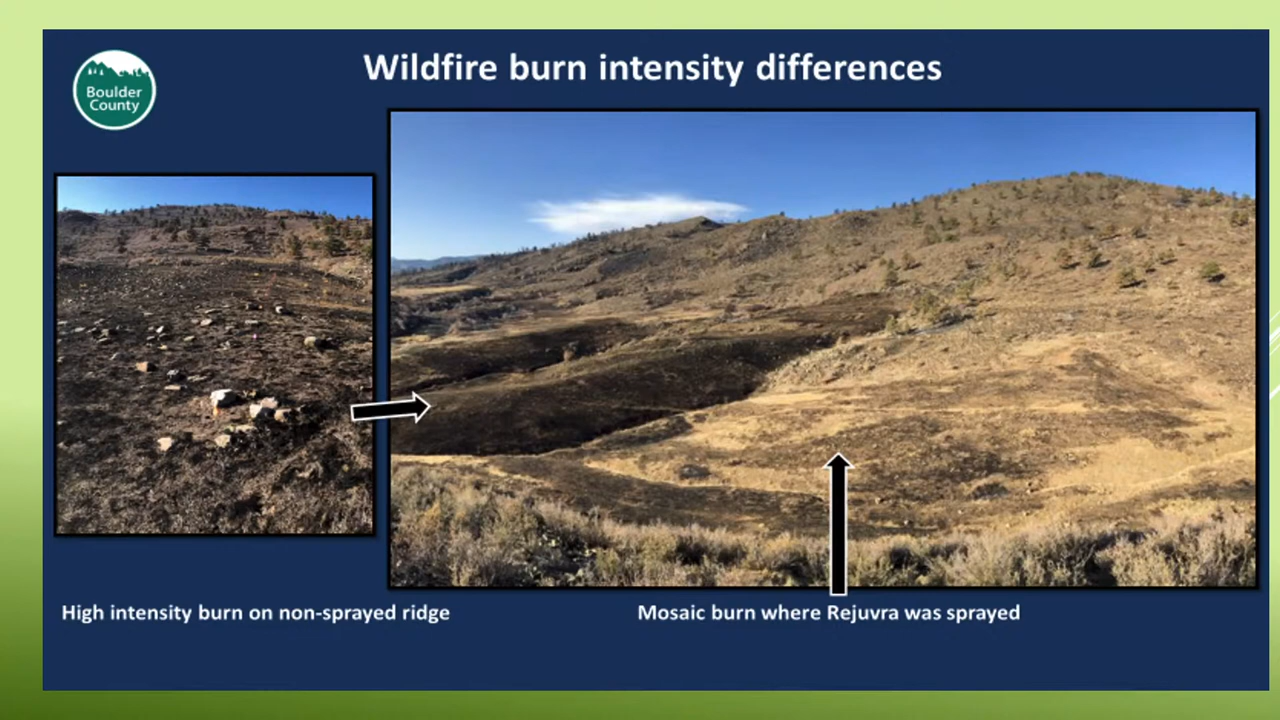 Wildfire burn intensity differences
Boulder
County
High intensity burn on non-sprayed ridge
Mosaic burn where Rejuvra was sprayed